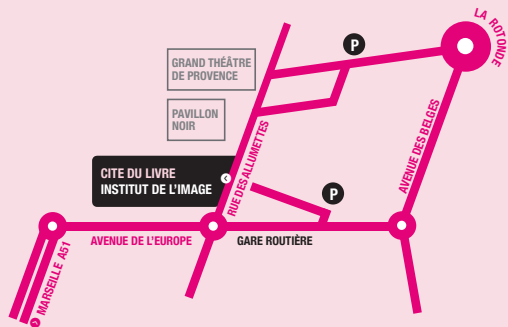 LA ROTONDE
P
GRAND THÉÂTRE
DE PROVENCE
PAVILLON
NOIR
RUE DES ALLUMETTES
AVENUE DES BELGES
CITE DU LIVRE
INSTITUT DE L'IMAGE
P
AVENUE DE L'EUROPE
GARE ROUTIÈRE
MARSEILLE A51